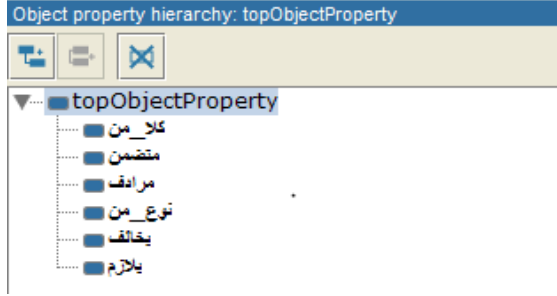 Object property hierarchy: topObjectProperty
topObjectProperty
كلا_من
متضمن
مرادف
نوع_من
يخالف
يلازم